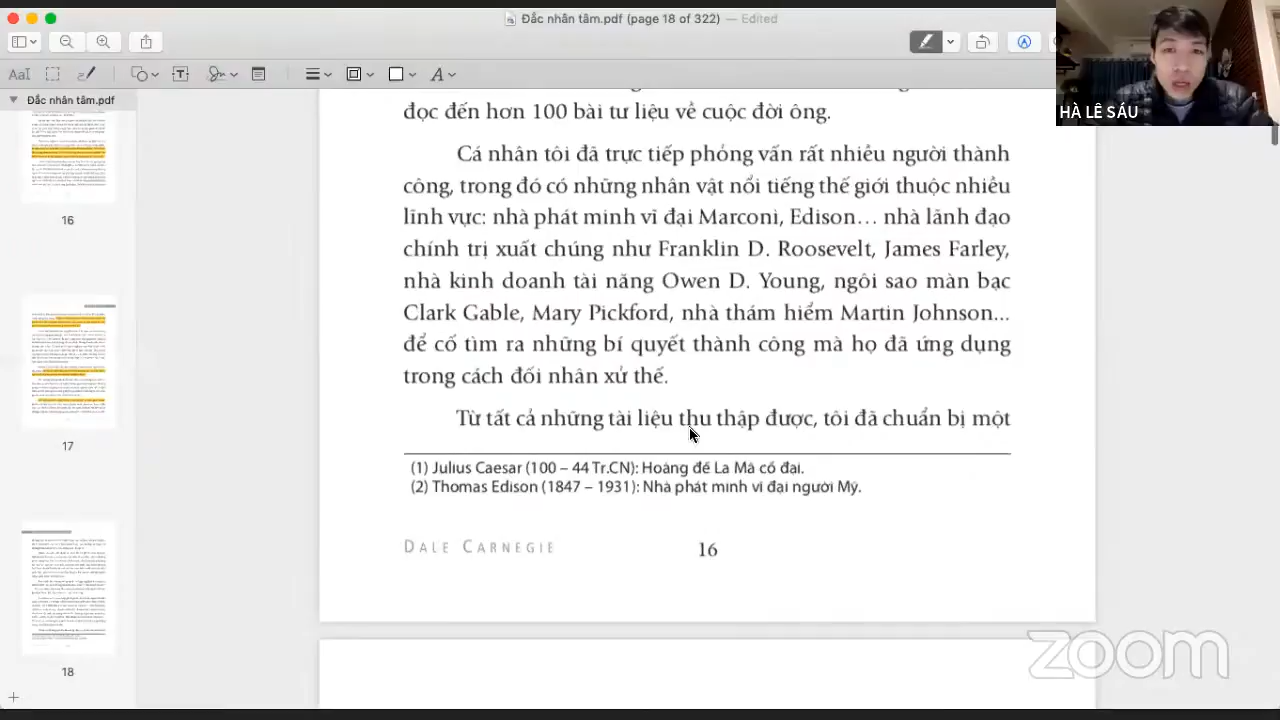 Đắc nhân tâm.pdf (page 18 of 322) — Edited
HÀ LÊ SÁU
Đắc nhân tâm.pdf
16
17
18
đọc đến hơn 100 bài tư liệu về cuộc đời ông.
Cá nhân tôi đã trực tiếp phỏng vấn rất nhiều người thành
công, trong đó có những nhân vật nổi tiếng thế giới thuộc nhiều
lĩnh vực: nhà phát minh vĩ đại Marconi, Edison… nhà lãnh đạo
chính trị xuất chúng như Franklin D. Roosevelt, James Farley,
nhà kinh doanh tài năng Owen D. Young, ngôi sao màn bạc
Clark Gable, Mary Pickford, nhà thám hiểm Martin Johnson...
để có được những bí quyết thành công mà họ đã ứng dụng
trong cách đối nhân xử thế.
Từ tất cả những tài liệu thu thập được, tôi đã chuẩn bị một
(1) Julius Caesar (100 – 44 Tr.CN): Hoàng đế La Mã cổ đại.
(2) Thomas Edison (1847 – 1931): Nhà phát minh vĩ đại người Mỹ.
DALE CARNEGIE 16
zoom